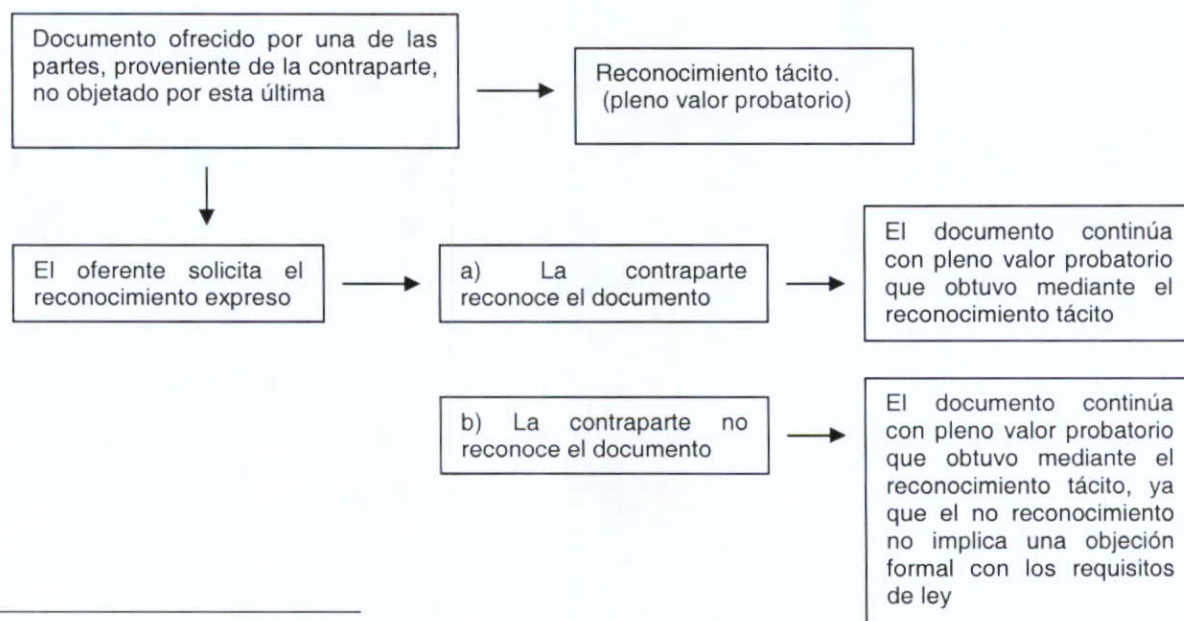 Documento ofrecido por una de las
partes, proveniente de la contraparte,
no objetado por esta última
Reconocimiento tácito.
(pleno valor probatorio)
El oferente solicita el
reconocimiento expreso
a) La contraparte
reconoce el documento
El documento continúa
con pleno valor probatorio
que obtuvo mediante el
reconocimiento tácito
b) La contraparte no
reconoce el documento
El documento continúa
con pleno valor probatorio
que obtuvo mediante el
reconocimiento tácito, ya
que el no reconocimiento
no implica una objeción
formal con los requisitos
de ley